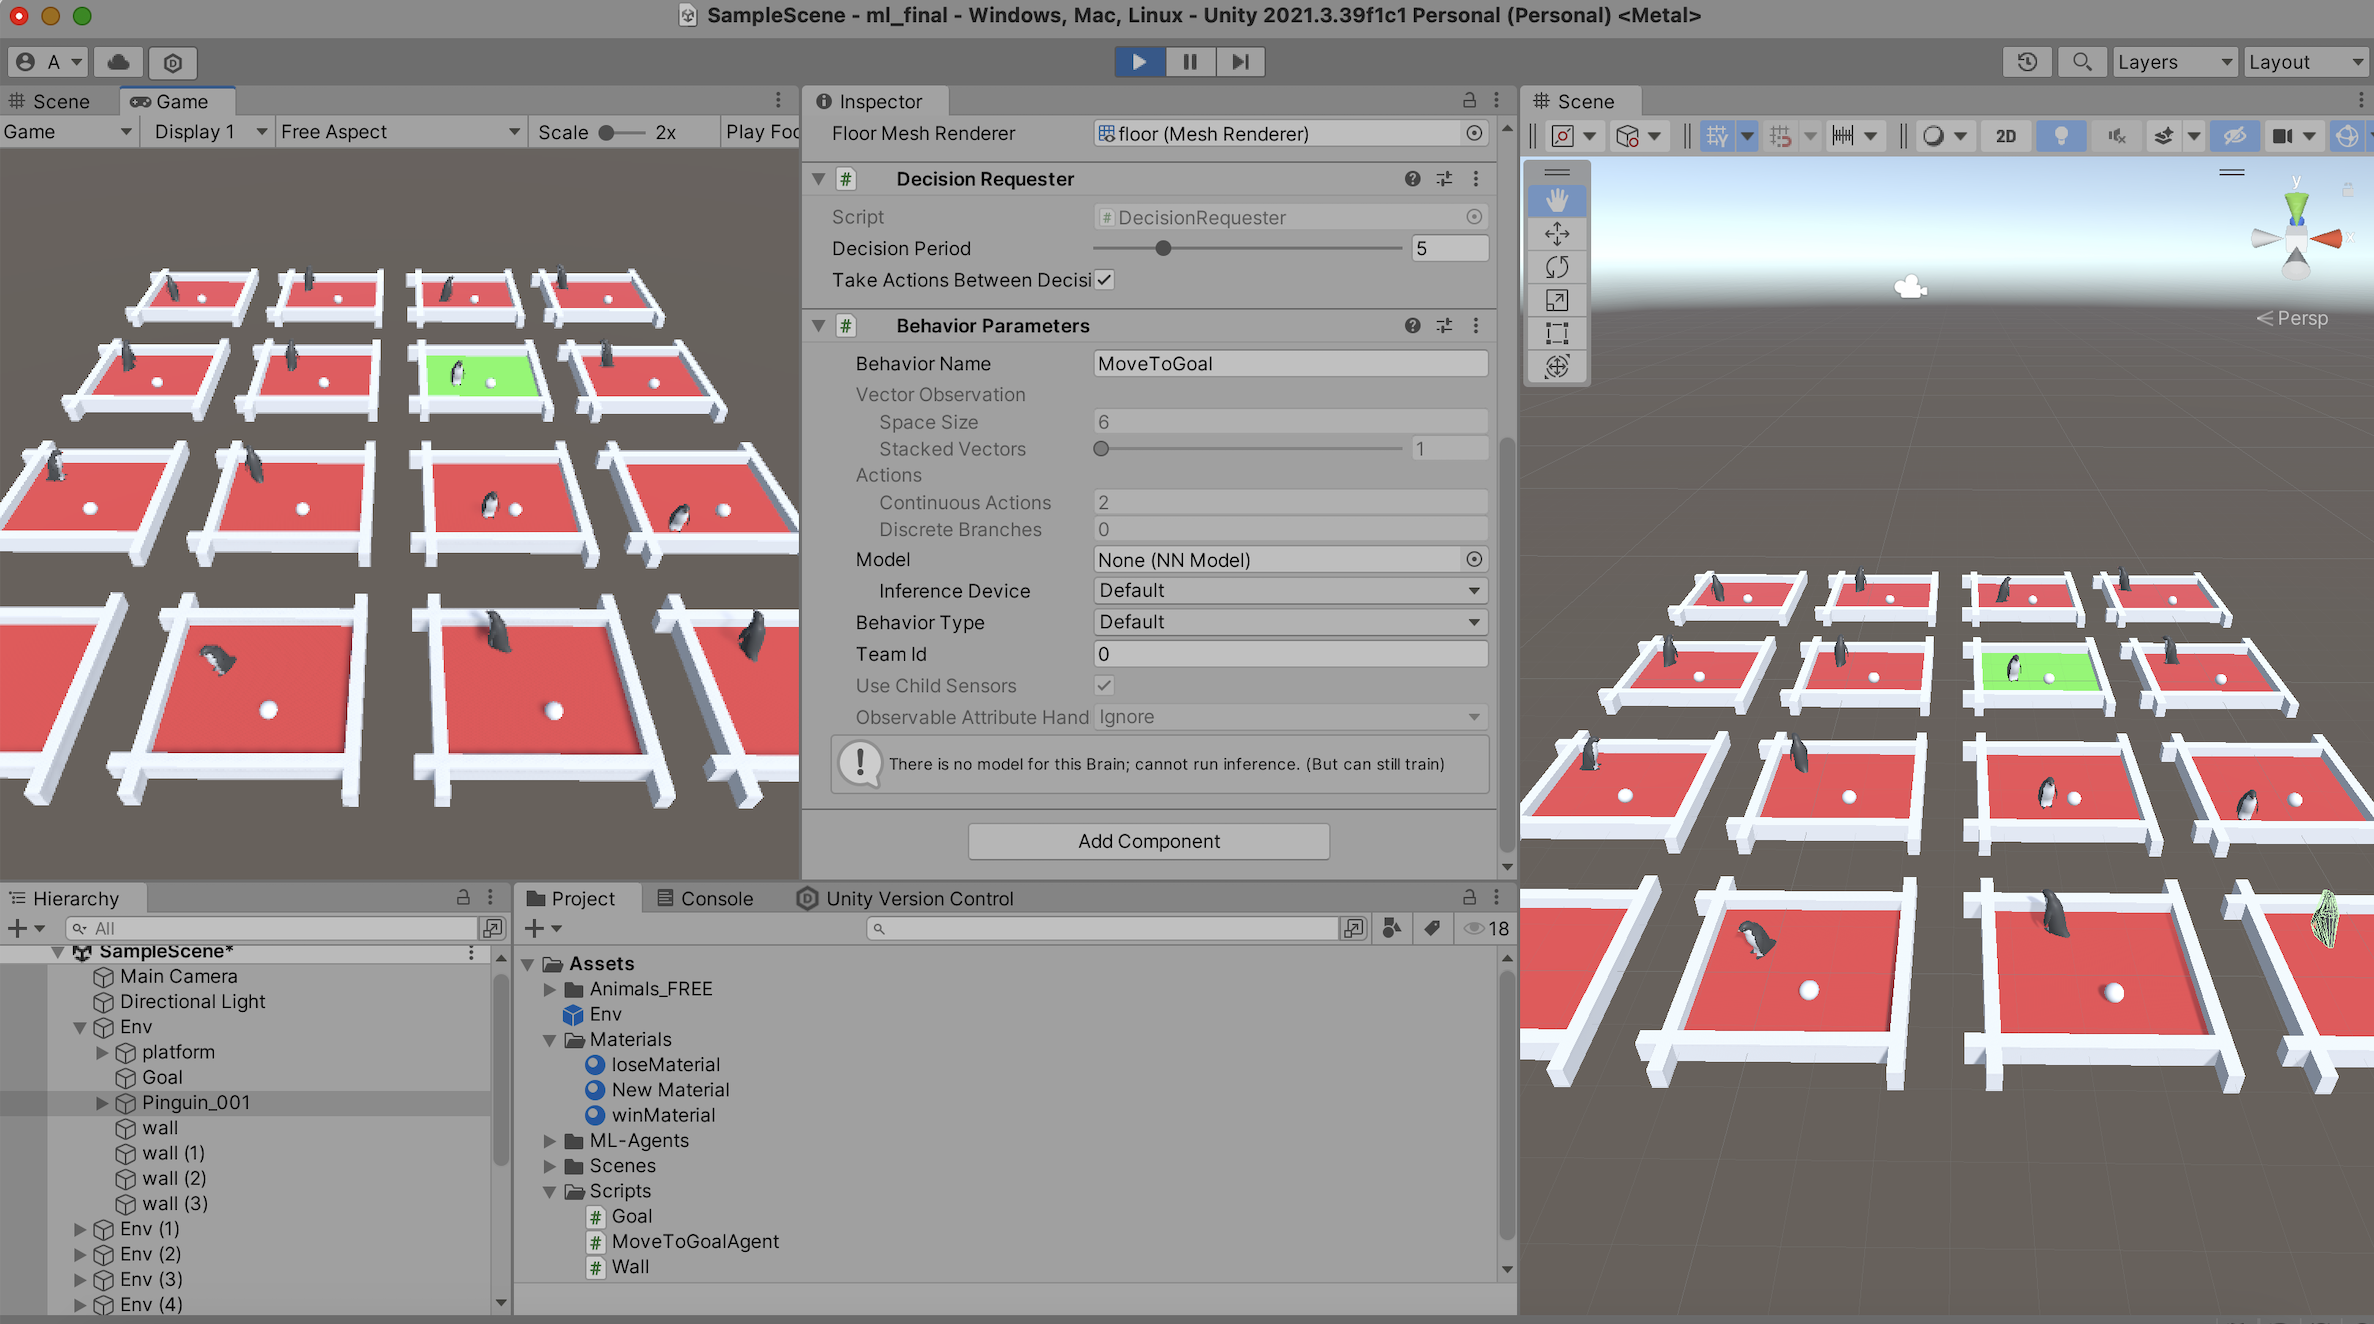 SampleScene - ml_final - Windows, Mac, Linux - Unity 2021.3.39f1c1 Personal (Personal) <Metal>
A
Layers
Layout
Scene
Game
Game
Display 1
Free Aspect
Scale
2x
Play Foc
Inspector
Floor Mesh Renderer
floor (Mesh Renderer)
Decision Requester
Script
DecisionRequester
Decision Period
5
Take Actions Between Decisi
Behavior Parameters
Behavior Name
MoveToGoal
Vector Observation
Space Size
6
Stacked Vectors
1
Actions
Continuous Actions
2
Discrete Branches
0
Model
None (NN Model)
Inference Device
Default
Behavior Type
Default
Team Id
0
Use Child Sensors
Observable Attribute Hand
Ignore
There is no model for this Brain; cannot run inference. (But can still train)
Add Component
Scene
2D
y
x
Persp
Hierarchy
All
SampleScene*
Main Camera
Directional Light
Env
platform
Goal
Pinguin_001
wall
wall (1)
wall (2)
wall (3)
Env (1)
Env (2)
Env (3)
Env (4)
Project
Console
Unity Version Control
18
Assets
Animals_FREE
Env
Materials
loseMaterial
New Material
winMaterial
ML-Agents
Scenes
Scripts
Goal
MoveToGoalAgent
Wall